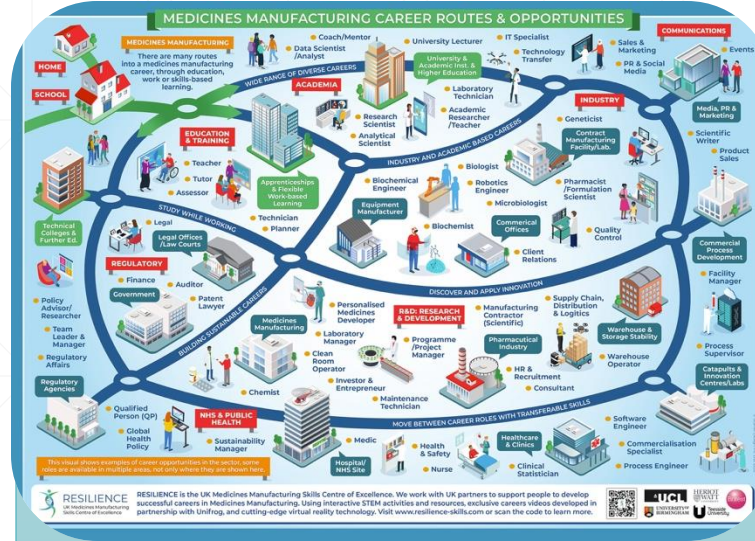 MEDICINES MANUFACTURING CAREER ROUTES & OPPORTUNITIES
HOME
SCHOOL
MEDICINES MANUFACTURING
There are many routes
into a medicines manufacturing
career, through education,
work or skills-based
learning.
Coach/Mentor
Data Scientist
/Analyst
WIDE RANGE OF DIVERSE CAREERS
ACADEMIA
University Lecturer
University &
Academic Inst. &
Higher Education
IT Specialist
Technology
Transfer
Sales &
Marketing
PR & Social
Media
COMMUNICATIONS
Events
Media, PR &
Marketing
Scientific
Writer
Product
Sales
Research
Scientist
Analytical
Scientist
Laboratory
Technician
Academic
Researcher
/Teacher
INDUSTRY AND ACADEMIC BASED CAREERS
INDUSTRY
Geneticist
Contract
Manufacturing
Facility/Lab.
EDUCATION
& TRAINING
Teacher
Tutor
Assessor
Apprenticeships
& Flexible
Work-based
Learning
Technician
Planner
Technical
Colleges &
Further Ed.
STUDY WHILE WORKING
Biochemical
Engineer
Equipment
Manufacturer
Biologist
Robotics
Engineer
Microbiologist
Biochemist
Commerical
Offices
Client
Relations
Pharmacist
/Formulation
Scientist
Quality
Control
Commercial
Process
Development
Facility
Manager
Process
Supervisor
Legal
Legal Offices
/Law Courts
REGULATORY
Finance
Auditor
Patent
Lawyer
Government
Policy
Advisor/
Researcher
Team
Leader &
Manager
Regulatory
Affairs
Regulatory
Agencies
BUILDING SUSTAINABLE CAREERS
DISCOVER AND APPLY INNOVATION
Personalised
Medicines
Developer
Medicines
Manufacturing
Laboratory
Manager
Clean
Room
Operator
Chemist
Investor &
Entrepreneur
R&D: RESEARCH
& DEVELOPMENT
Programme
/Project
Manager
Maintenance
Technician
Manufacturing
Contractor
(Scientific)
Pharmaceutical
Industry
HR &
Recruitment
Consultant
Supply Chain,
Distribution
& Logitics
Warehouse &
Storage Stability
Warehouse
Operator
Catapults &
Innovation
Centres/Labs
MOVE BETWEEN CAREER ROLES WITH TRANSFERABLE SKILLS
Qualified
Person (QP)
Global
Health
Policy
NHS & PUBLIC
HEALTH
Sustainability
Manager
Hospital/
NHS Site
Medic
Health
& Safety
Nurse
Healthcare
& Clinics
Clinical
Statistician
Software
Engineer
Commercialisation
Specialist
Process Engineer
This visual shows examples of career opportunities in the sector, some
roles are available in multiple areas, not only where they are shown here.
RESILIENCE
UK Medicines Manufacturing
Skills Centre of Excellence
RESILIENCE is the UK Medicines Manufacturing Skills Centre of Excellence. We work with UK partners to support people to develop
successful careers in Medicines Manufacturing. Using interactive STEM activities and resources, exclusive careers videos developed in
partnership with Unifrog, and cutting-edge virtual reality technology. Visit www.resilience-skills.com or scan the code to learn more.
UCL
HERIOT
WATT
UNIVERSITY
UNIVERSITY OF
BIRMINGHAM
Teesside
University